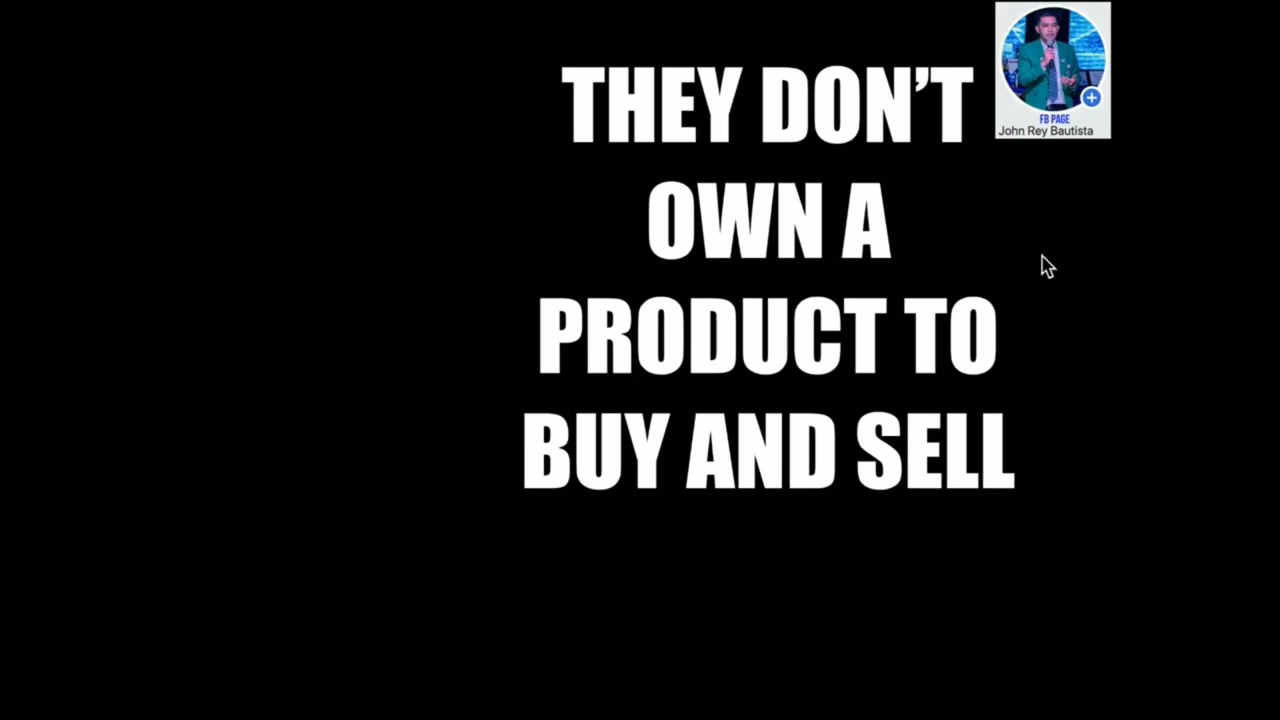 THEY DON'T
OWN A
PRODUCT TO
BUY AND SELL
FB PAGE
John Rey Bautista